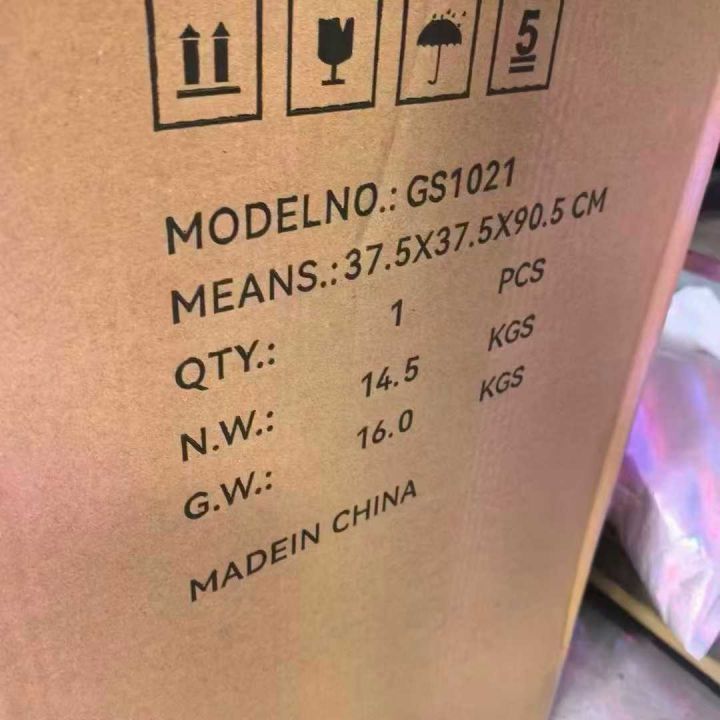 5
MODELNO.: GS1021
MEANS.: 37.5X37.5X90.5 CM
QTY.: 1 PCS
N.W.: 14.5 KGS
G.W.: 16.0 KGS
MADEIN CHINA